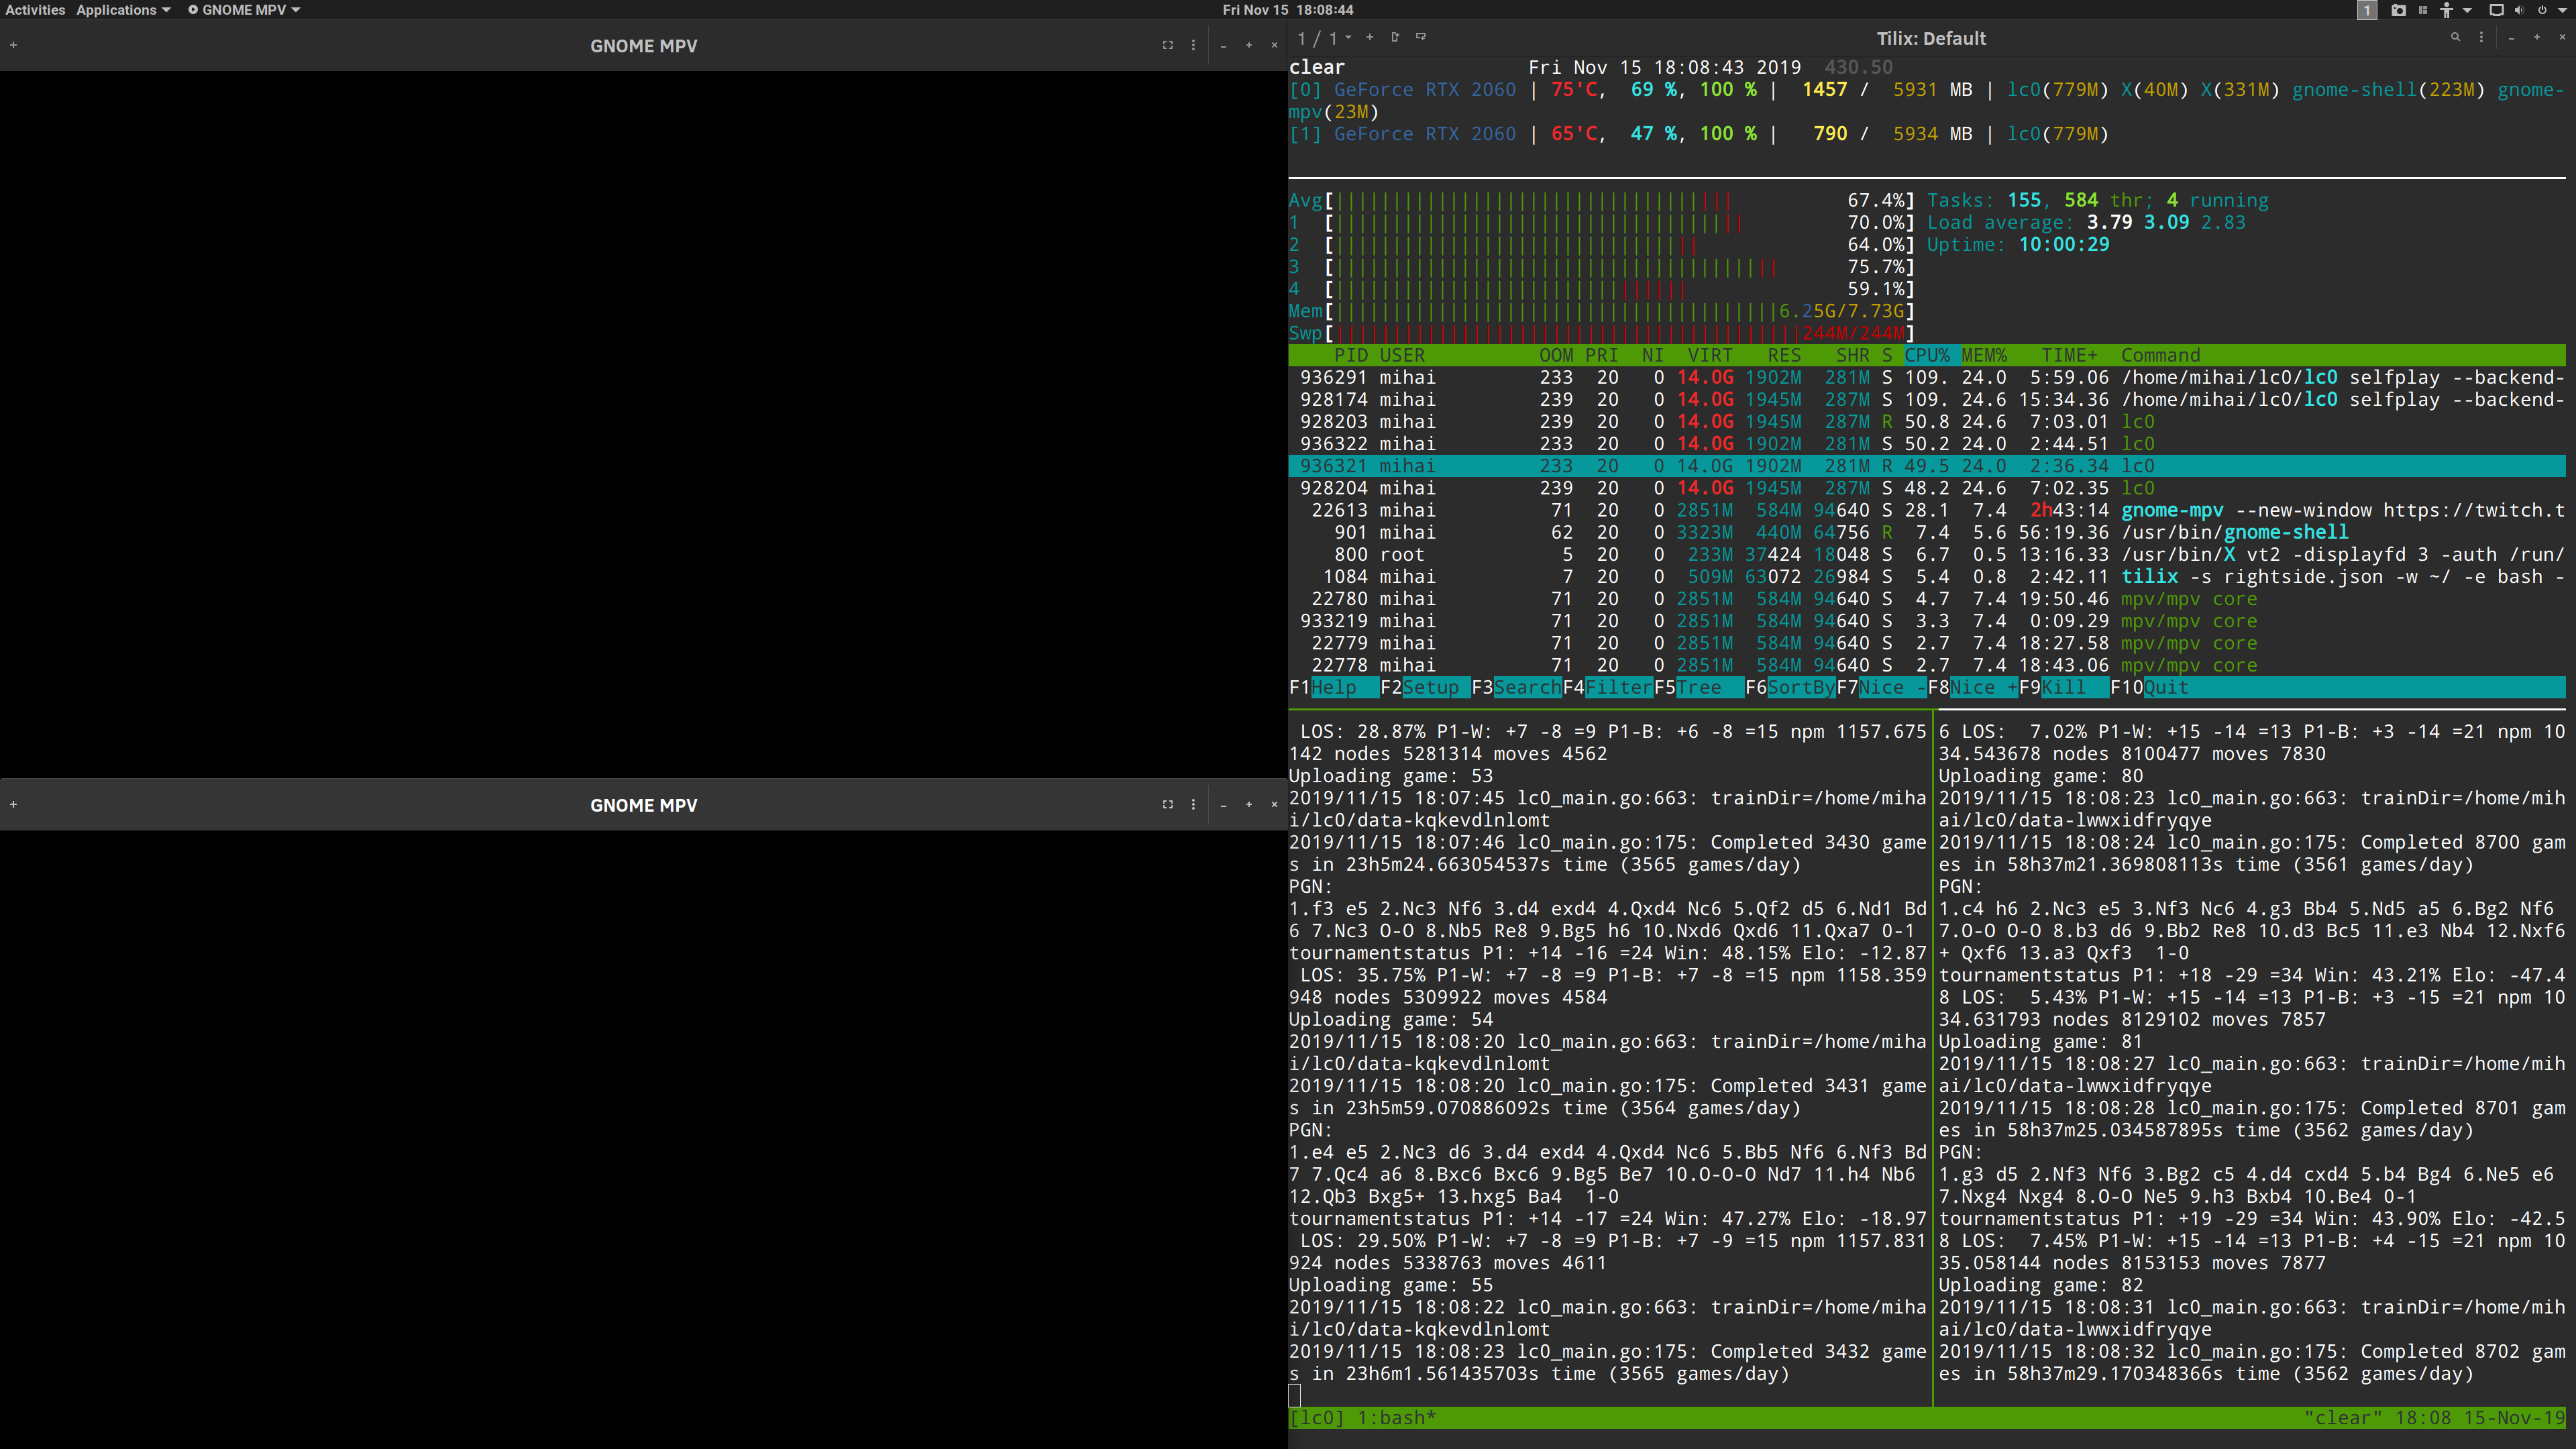 Activities Applications GNOME MPV Fri Nov 15 18:08:44 1
GNOME MPV
GNOME MPV
1 / 1 Tilix: Default
clear Fri Nov 15 18:08:43 2019 430.50
[0] GeForce RTX 2060 | 75'C, 69 %, 100 % | 1457 / 5931 MB | lc0(779M) X(40M) X(331M) gnome-shell(223M) gnome-
mpv(23M)
[1] GeForce RTX 2060 | 65'C, 47 %, 100 % | 790 / 5934 MB | lc0(779M)
Avg[ 67.4%] Tasks: 155, 584 thr; 4 running
1 [ 70.0%] Load average: 3.79 3.09 2.83
2 [ 64.0%] Uptime: 10:00:29
3 [ 75.7%]
4 [ 59.1%]
Mem[ 6.25G/7.73G]
Swp[ 244M/244M]
PID USER OOM PRI NI VIRT RES SHR S CPU% MEM% TIME+ Command
936291 mihai 233 20 0 14.0G 1902M 281M S 109. 24.0 5:59.06 /home/mihai/lc0/lc0 selfplay --backend-
928174 mihai 239 20 0 14.0G 1945M 287M S 109. 24.6 15:34.36 /home/mihai/lc0/lc0 selfplay --backend-
928203 mihai 239 20 0 14.0G 1945M 287M R 50.8 24.6 7:03.01 lc0
936322 mihai 233 20 0 14.0G 1902M 281M S 50.2 24.0 2:44.51 lc0
936321 mihai 233 20 0 14.0G 1902M 281M R 49.5 24.0 2:36.34 lc0
928204 mihai 239 20 0 14.0G 1945M 287M S 48.2 24.6 7:02.35 lc0
22613 mihai 71 20 0 2851M 584M 94640 S 28.1 7.4 2h43:14 gnome-mpv --new-window https://twitch.t
901 mihai 62 20 0 3323M 440M 64756 R 7.4 5.6 56:19.36 /usr/bin/gnome-shell
800 root 5 20 0 233M 37424 18048 S 6.7 0.5 13:16.33 /usr/bin/X vt2 -displayfd 3 -auth /run/
1084 mihai 7 20 0 509M 63072 26984 S 5.4 0.8 2:42.11 tilix -s rightside.json -w ~/ -e bash -
22780 mihai 71 20 0 2851M 584M 94640 S 4.7 7.4 19:50.46 mpv/mpv core
933219 mihai 71 20 0 2851M 584M 94640 S 3.3 7.4 0:09.29 mpv/mpv core
22779 mihai 71 20 0 2851M 584M 94640 S 2.7 7.4 18:27.58 mpv/mpv core
22778 mihai 71 20 0 2851M 584M 94640 S 2.7 7.4 18:43.06 mpv/mpv core
F1Help F2Setup F3SearchF4FilterF5Tree F6SortByF7Nice -F8Nice +F9Kill F10Quit
LOS: 28.87% P1-W: +7 -8 =9 P1-B: +6 -8 =15 npm 1157.675
142 nodes 5281314 moves 4562
Uploading game: 53
2019/11/15 18:07:45 lc0_main.go:663: trainDir=/home/miha
i/lc0/data-kqkevdlnlomt
2019/11/15 18:07:46 lc0_main.go:175: Completed 3430 game
s in 23h5m24.663054537s time (3565 games/day)
PGN:
1.f3 e5 2.Nc3 Nf6 3.d4 exd4 4.Qxd4 Nc6 5.Qf2 d5 6.Nd1 Bd
6 7.Nc3 O-O 8.Nb5 Re8 9.Bg5 h6 10.Nxd6 Qxd6 11.Qxa7 0-1
tournamentstatus P1: +14 -16 =24 Win: 48.15% Elo: -12.87
LOS: 35.75% P1-W: +7 -8 =9 P1-B: +7 -8 =15 npm 1158.359
948 nodes 5309922 moves 4584
Uploading game: 54
2019/11/15 18:08:20 lc0_main.go:663: trainDir=/home/miha
i/lc0/data-kqkevdlnlomt
2019/11/15 18:08:20 lc0_main.go:175: Completed 3431 game
s in 23h5m59.070886092s time (3564 games/day)
PGN:
1.e4 e5 2.Nc3 d6 3.d4 exd4 4.Qxd4 Nc6 5.Bb5 Nf6 6.Nf3 Bd
7 7.Qc4 a6 8.Bxc6 Bxc6 9.Bg5 Be7 10.O-O-O Nd7 11.h4 Nb6
12.Qb3 Bxg5+ 13.hxg5 Ba4 1-0
tournamentstatus P1: +14 -17 =24 Win: 47.27% Elo: -18.97
LOS: 29.50% P1-W: +7 -8 =9 P1-B: +7 -9 =15 npm 1157.831
924 nodes 5338763 moves 4611
Uploading game: 55
2019/11/15 18:08:22 lc0_main.go:663: trainDir=/home/miha
i/lc0/data-kqkevdlnlomt
2019/11/15 18:08:23 lc0_main.go:175: Completed 3432 game
s in 23h6m1.561435703s time (3565 games/day)
6 LOS: 7.02% P1-W: +15 -14 =13 P1-B: +3 -14 =21 npm 10
34.543678 nodes 8100477 moves 7830
Uploading game: 80
2019/11/15 18:08:23 lc0_main.go:663: trainDir=/home/mih
ai/lc0/data-lwwxidfryqye
2019/11/15 18:08:24 lc0_main.go:175: Completed 8700 gam
es in 58h37m21.369808113s time (3561 games/day)
PGN:
1.c4 h6 2.Nc3 e5 3.Nf3 Nc6 4.g3 Bb4 5.Nd5 a5 6.Bg2 Nf6
7.O-O O-O 8.b3 d6 9.Bb2 Re8 10.d3 Bc5 11.e3 Nb4 12.Nxf6
+ Qxf6 13.a3 Qxf3 1-0
tournamentstatus P1: +18 -29 =34 Win: 43.21% Elo: -47.4
8 LOS: 5.43% P1-W: +15 -14 =13 P1-B: +3 -15 =21 npm 10
34.631793 nodes 8129102 moves 7857
Uploading game: 81
2019/11/15 18:08:27 lc0_main.go:663: trainDir=/home/mih
ai/lc0/data-lwwxidfryqye
2019/11/15 18:08:28 lc0_main.go:175: Completed 8701 gam
es in 58h37m25.034587895s time (3562 games/day)
PGN:
1.g3 d5 2.Nf3 Nf6 3.Bg2 c5 4.d4 cxd4 5.b4 Bg4 6.Ne5 e6
7.Nxg4 Nxg4 8.O-O Ne5 9.h3 Bxb4 10.Be4 0-1
tournamentstatus P1: +19 -29 =34 Win: 43.90% Elo: -42.5
8 LOS: 7.45% P1-W: +15 -14 =13 P1-B: +4 -15 =21 npm 10
35.058144 nodes 8153153 moves 7877
Uploading game: 82
2019/11/15 18:08:31 lc0_main.go:663: trainDir=/home/mih
ai/lc0/data-lwwxidfryqye
2019/11/15 18:08:32 lc0_main.go:175: Completed 8702 gam
es in 58h37m29.170348366s time (3562 games/day)
[lc0] 1:bash* "clear" 18:08 15-Nov-19